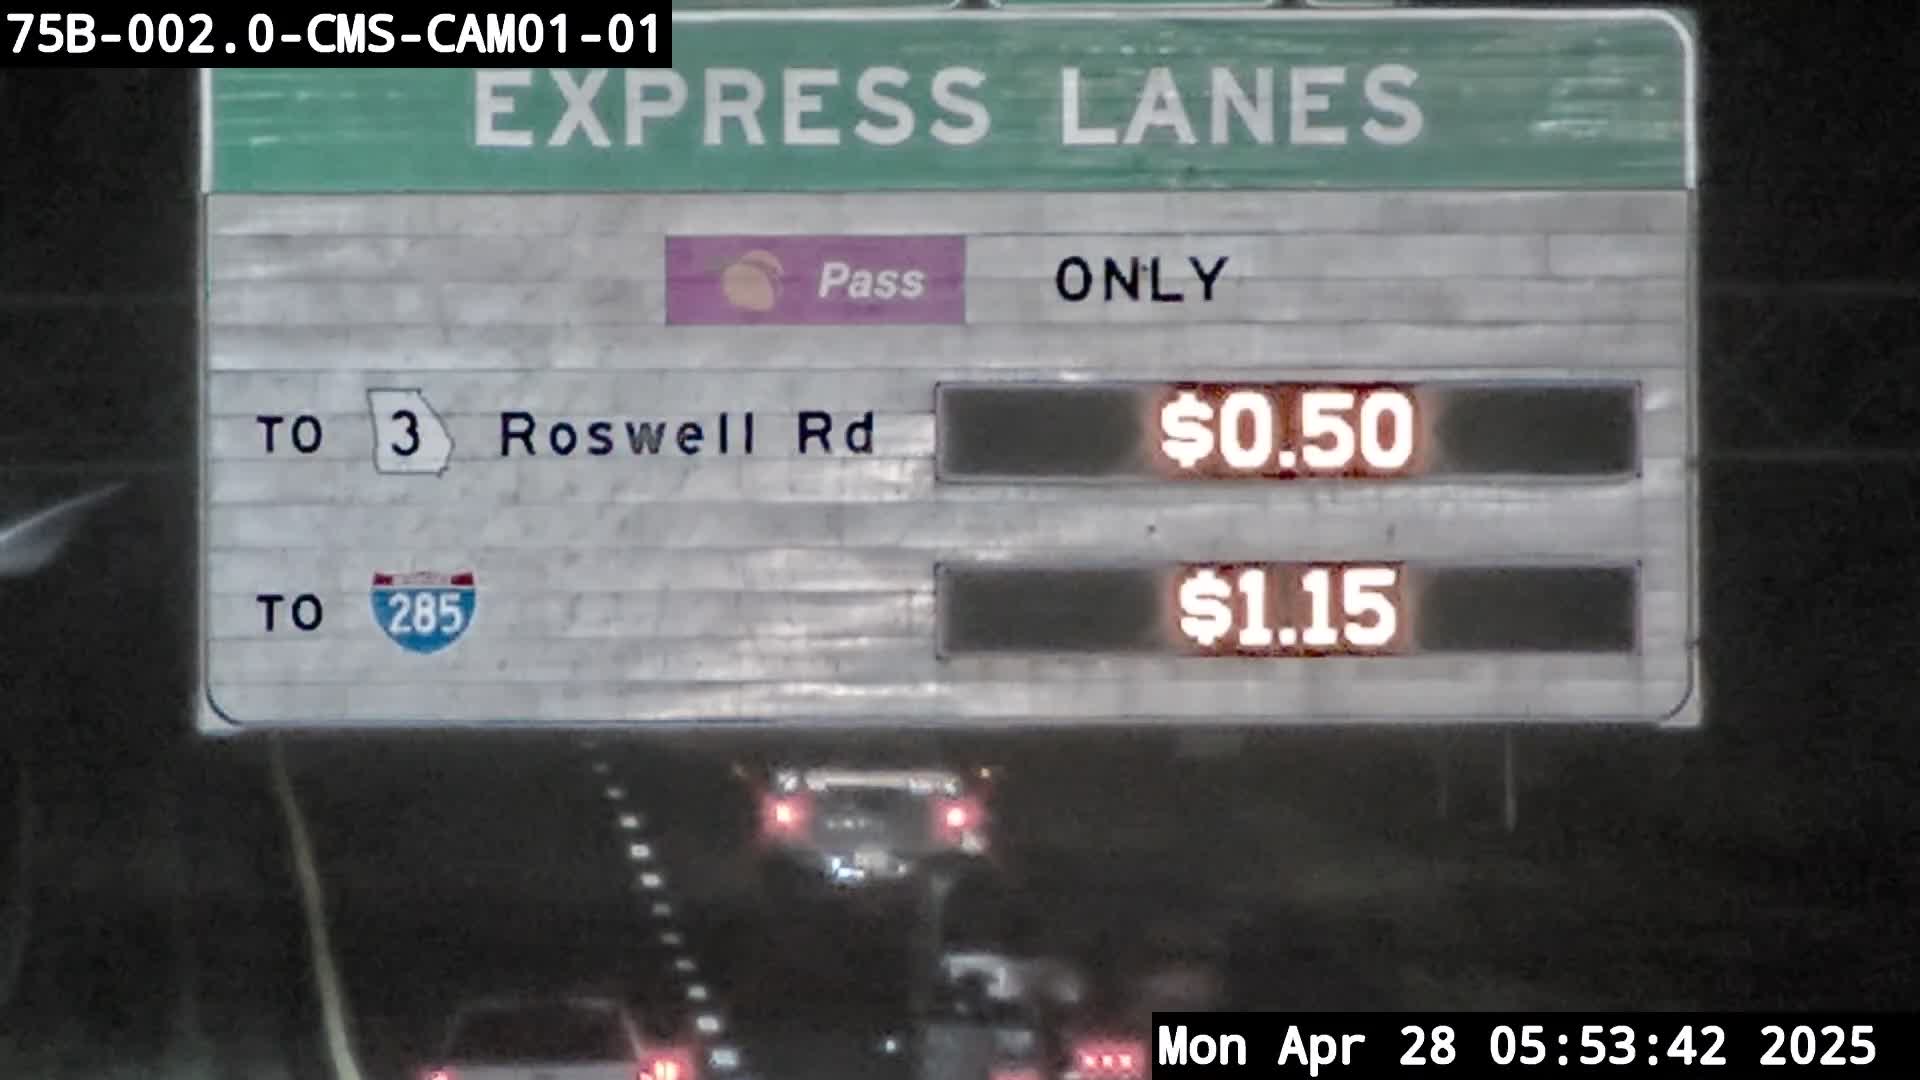 75B-002.0-CMS-CAM01-01
EXPRESS LANES
Pass ONLY
TO 3 Roswell Rd $0.50
TO 285 $1.15
Mon Apr 28 05:53:42 2025